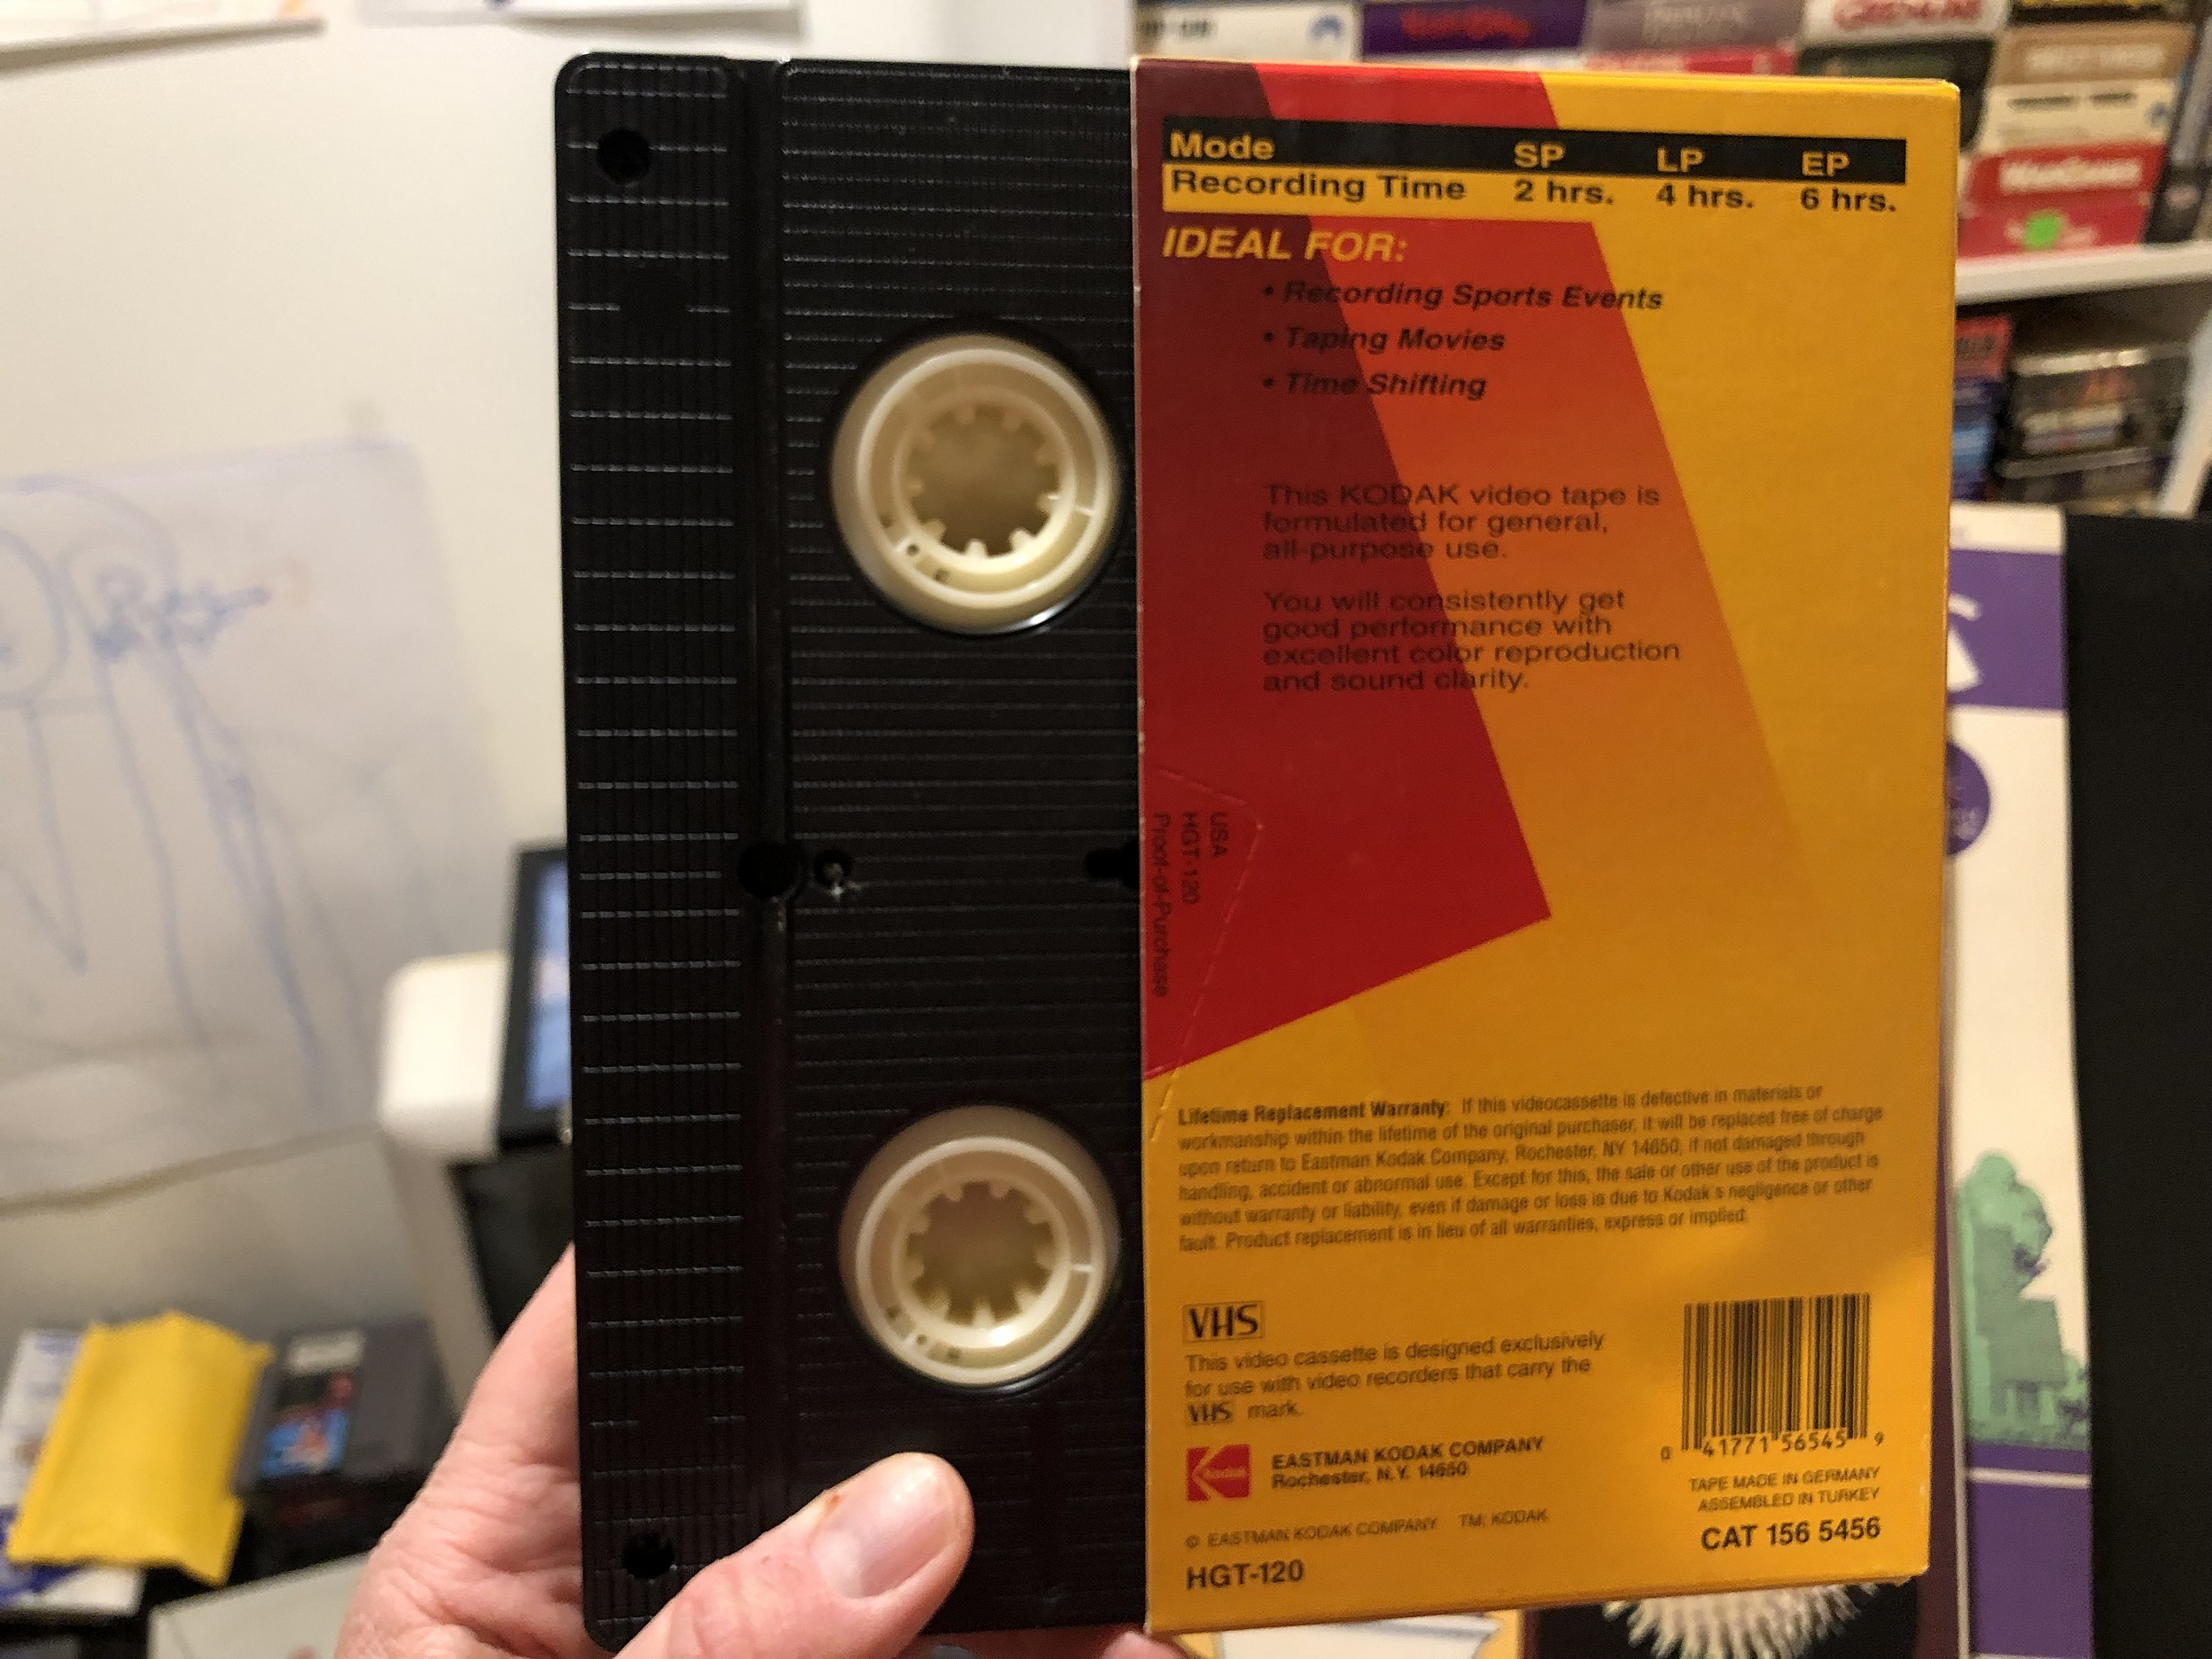 Mode SP LP EP
Recording Time 2 hrs. 4 hrs. 6 hrs.
IDEAL FOR:
• Recording Sports Events
• Taping Movies
• Time Shifting
This KODAK video tape is
formulated for general,
all-purpose use.
You will consistently get
good performance with
excellent color reproduction
and sound clarity.
USA
HGT-120
Proof-of-Purchase
Lifetime Replacement Warranty: If this videocassette is defective in materials or
workmanship within the lifetime of the original purchaser, it will be replaced free of charge
upon return to Eastman Kodak Company, Rochester, NY 14650, if not damaged through
handling, accident or abnormal use. Except for this, the sale or other use of the product is
without warranty or liability, even if damage or loss is due to Kodak's negligence or other
fault. Product replacement is in lieu of all warranties, express or implied.
VHS
This video cassette is designed exclusively
for use with video recorders that carry the
VHS mark.
Kodak
EASTMAN KODAK COMPANY
Rochester, N.Y. 14650
© EASTMAN KODAK COMPANY TM: KODAK
HGT-120
0 41771 56545 9
TAPE MADE IN GERMANY
ASSEMBLED IN TURKEY
CAT 156 5456